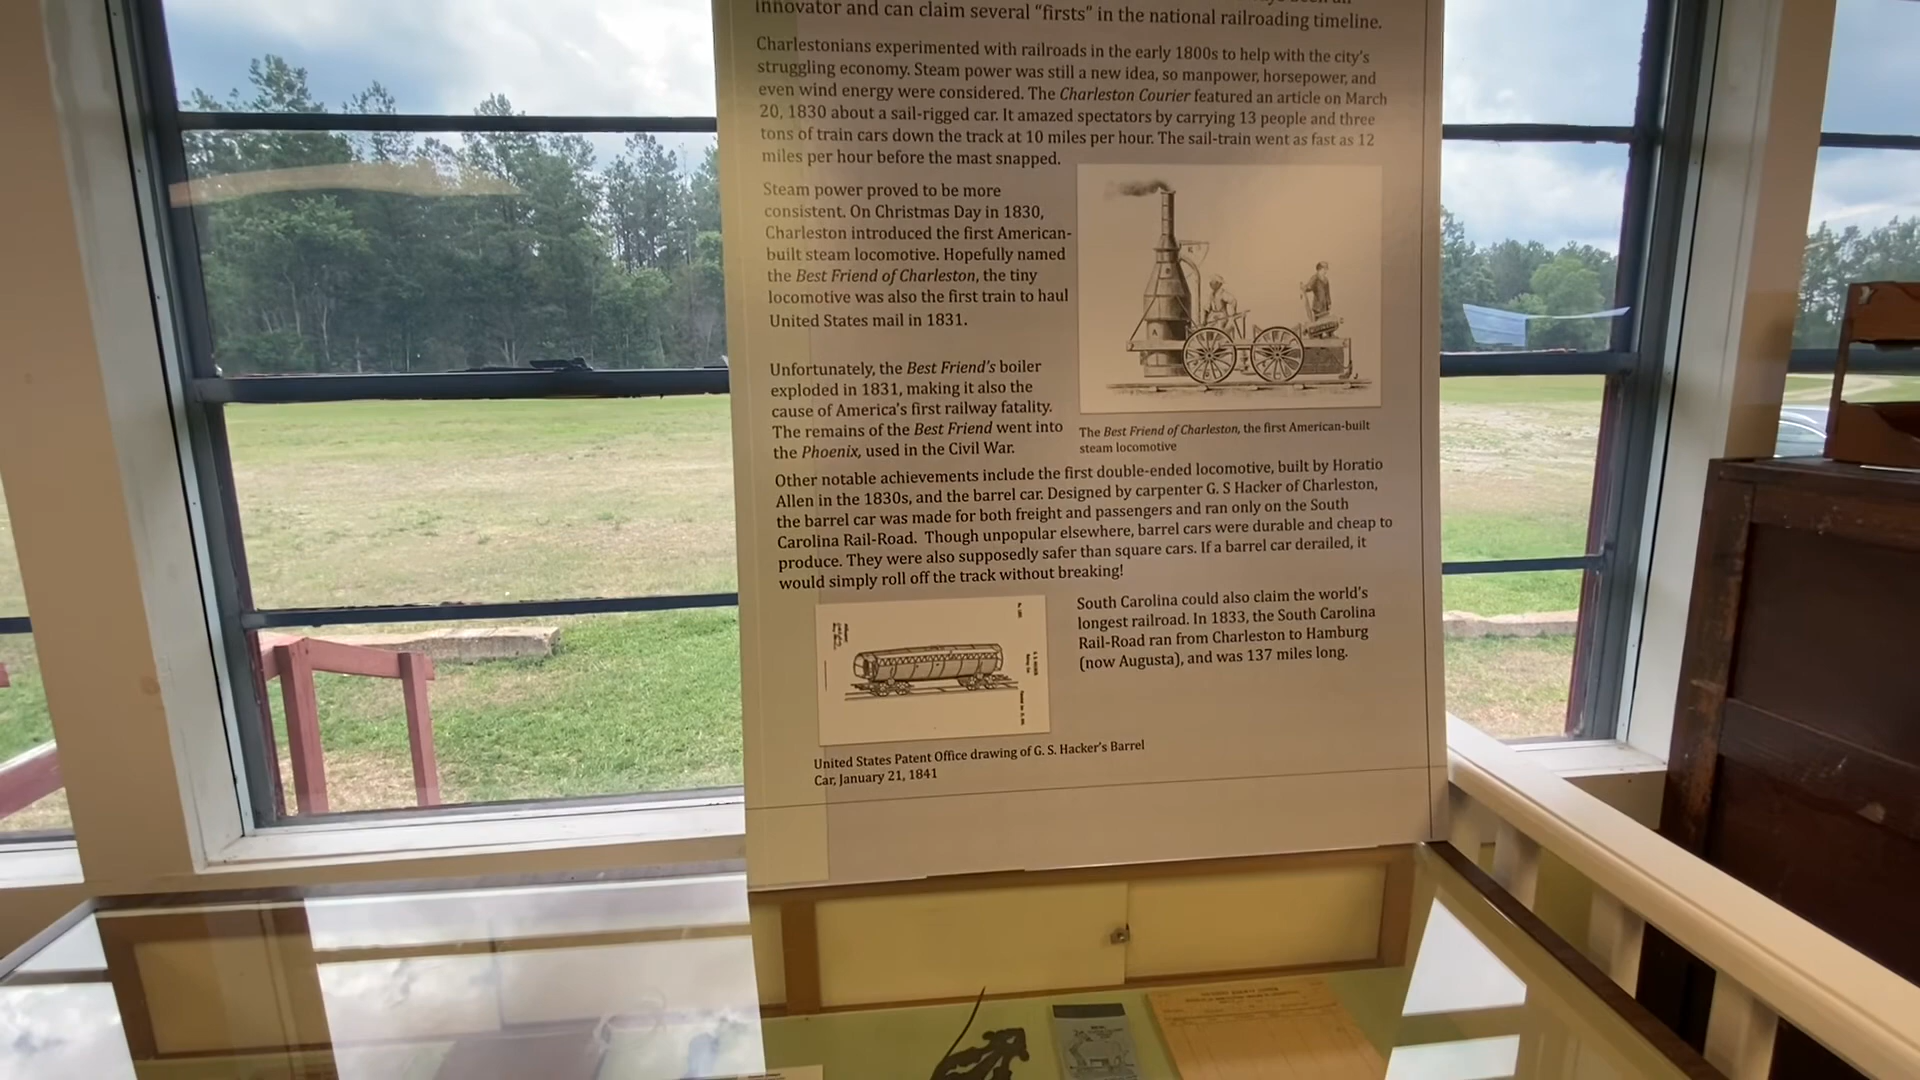 innovator and can claim several “firsts” in the national railroading timeline.
Charlestonians experimented with railroads in the early 1800s to help with the city’s
struggling economy. Steam power was still a new idea, so manpower, horsepower, and
even wind energy were considered. The Charleston Courier featured an article on March
20, 1830 about a sail-rigged car. It amazed spectators by carrying 13 people and three
tons of train cars down the track at 10 miles per hour. The sail-train went as fast as 12
miles per hour before the mast snapped.
Steam power proved to be more
consistent. On Christmas Day in 1830,
Charleston introduced the first American-
built steam locomotive. Hopefully named
the Best Friend of Charleston, the tiny
locomotive was also the first train to haul
United States mail in 1831.
Unfortunately, the Best Friend’s boiler
exploded in 1831, making it also the
cause of America’s first railway fatality.
The remains of the Best Friend went into
the Phoenix, used in the Civil War.
The Best Friend of Charleston, the first American-built
steam locomotive
Other notable achievements include the first double-ended locomotive, built by Horatio
Allen in the 1830s, and the barrel car. Designed by carpenter G. S Hacker of Charleston,
the barrel car was made for both freight and passengers and ran only on the South
Carolina Rail-Road. Though unpopular elsewhere, barrel cars were durable and cheap to
produce. They were also supposedly safer than square cars. If a barrel car derailed, it
would simply roll off the track without breaking!
South Carolina could also claim the world’s
longest railroad. In 1833, the South Carolina
Rail-Road ran from Charleston to Hamburg
(now Augusta), and was 137 miles long.
United States Patent Office drawing of G. S. Hacker’s Barrel
Car, January 21, 1841